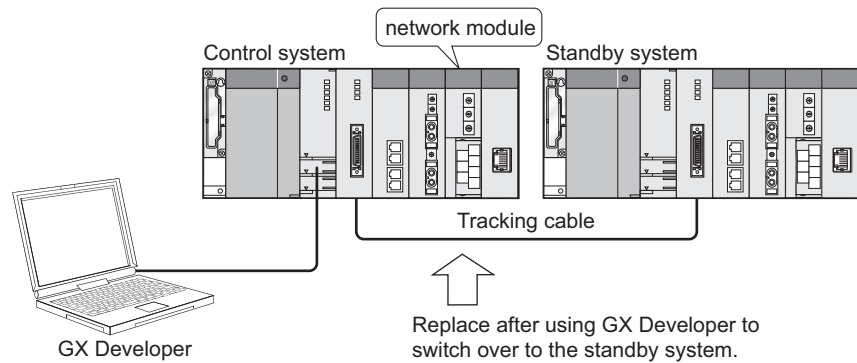 network module
Control system
Standby system
Tracking cable
GX Developer
Replace after using GX Developer to
switch over to the standby system.